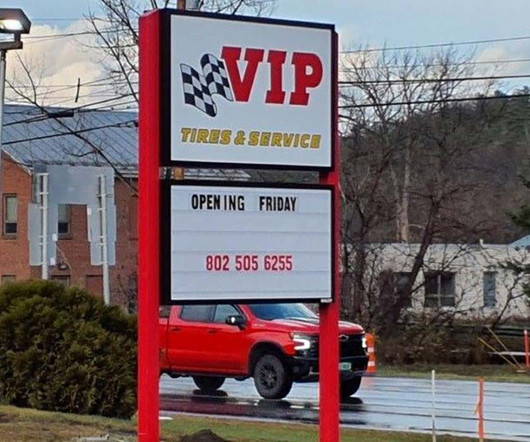 VIP
TIRES & SERVICE
OPENING FRIDAY
802 505 6255